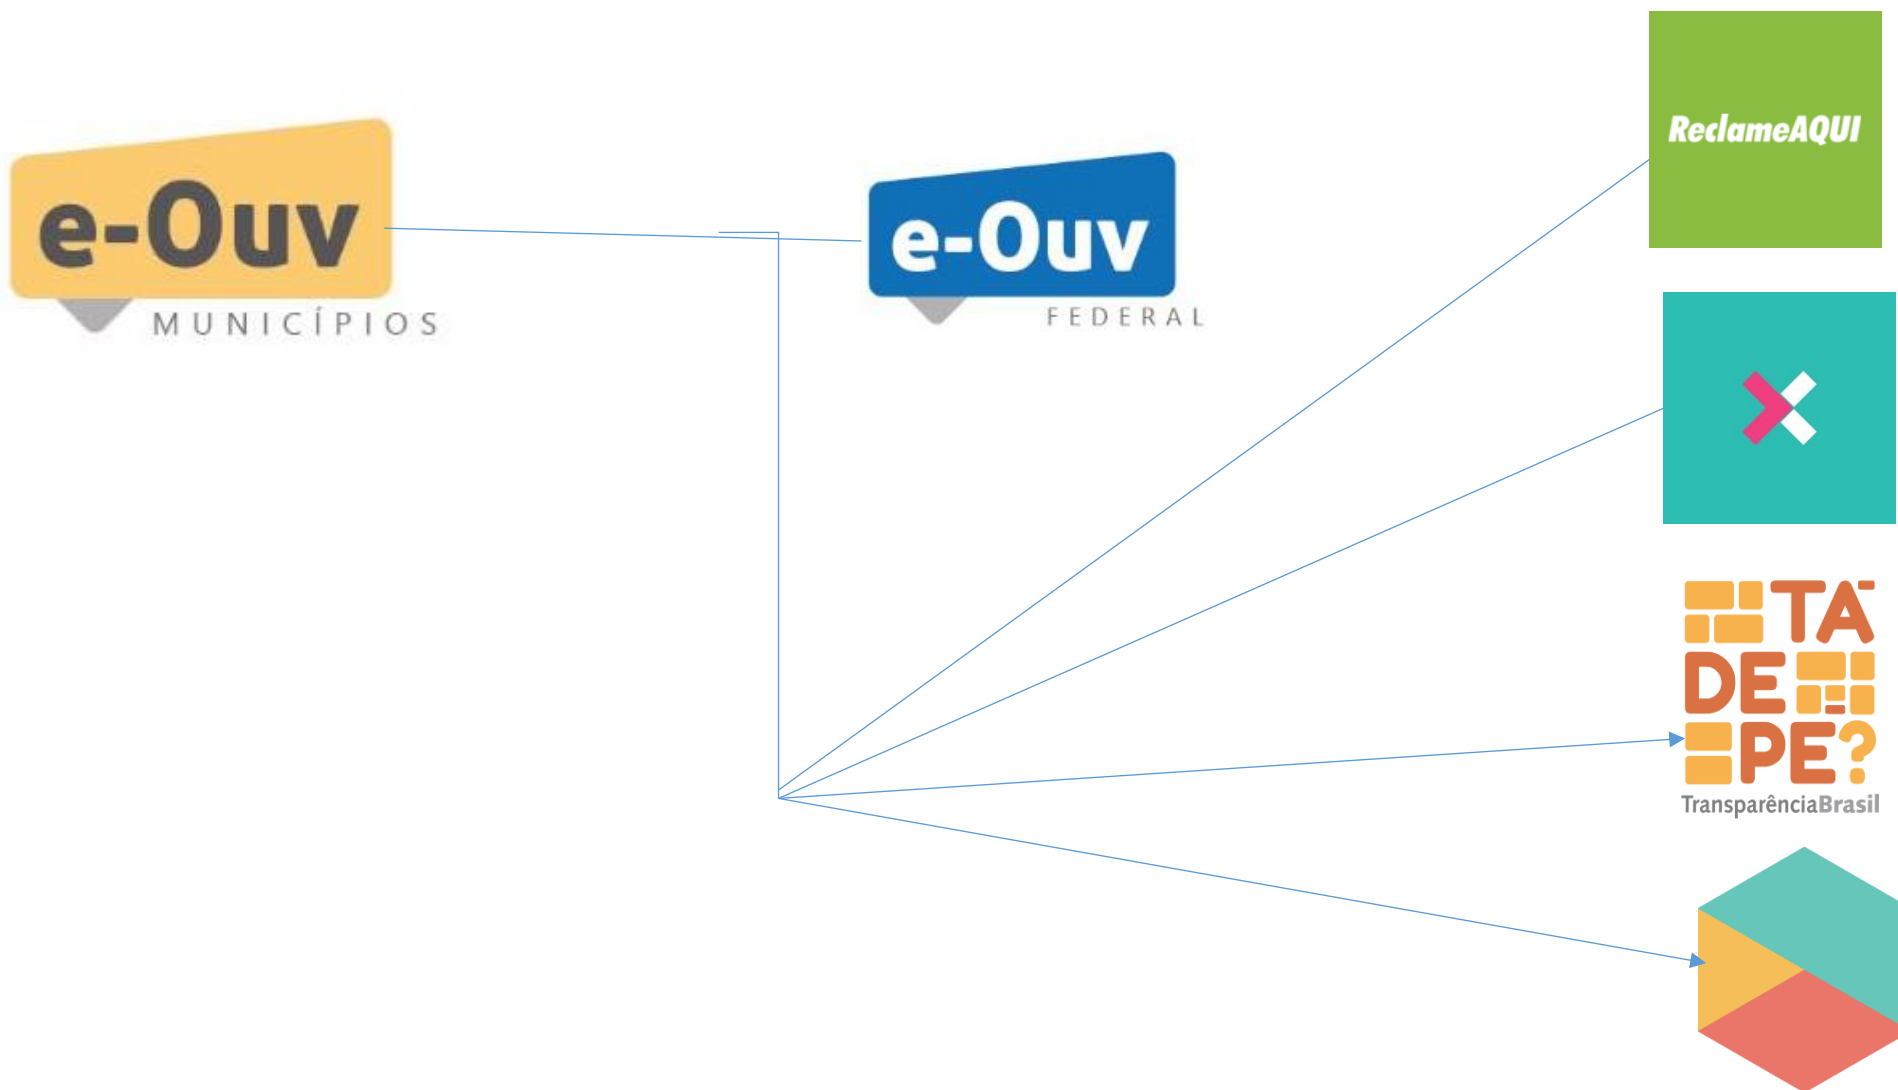 e-Ouv
MUNICÍPIOS
e-Ouv
FEDERAL
ReclameAQUI
TÁ
DE
PÉ?
TransparênciaBrasil